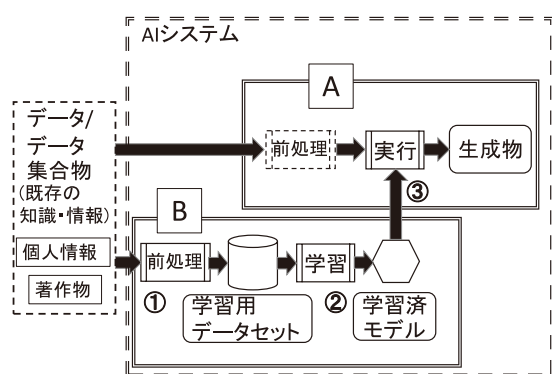 AIシステム
A
データ/
データ
集合物
(既存の
知識・情報)
前処理
実行
生成物
③
B
個人情報
著作物
前処理
学習
①
学習用
データセット
②
学習済
モデル